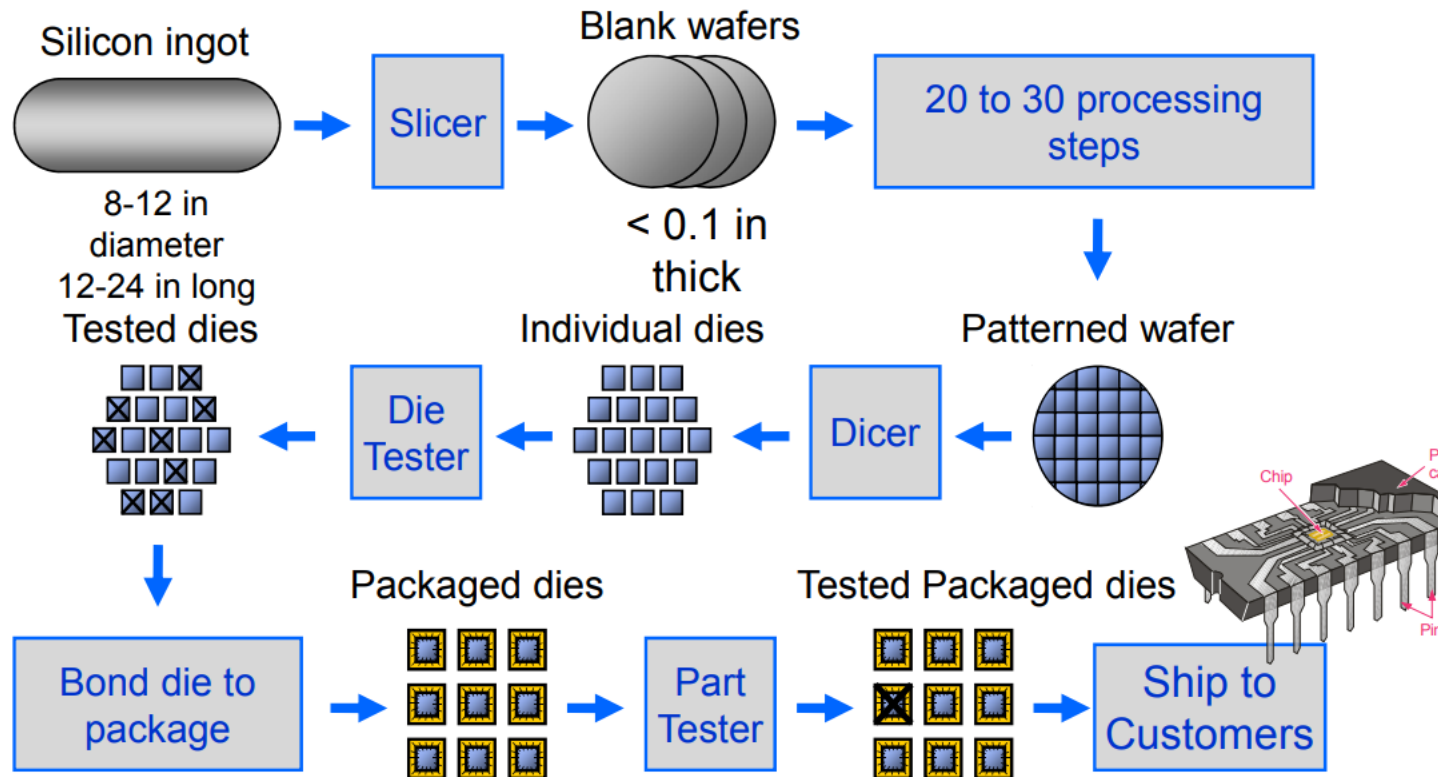 Silicon ingot
Blank wafers
Slicer
20 to 30 processing
steps
8-12 in
diameter
12-24 in long
< 0.1 in
thick
Tested dies
Individual dies
Patterned wafer
Die
Tester
Dicer
Chip
Packaged dies
Tested Packaged dies
Bond die to
package
Part
Tester
Ship to
Customers